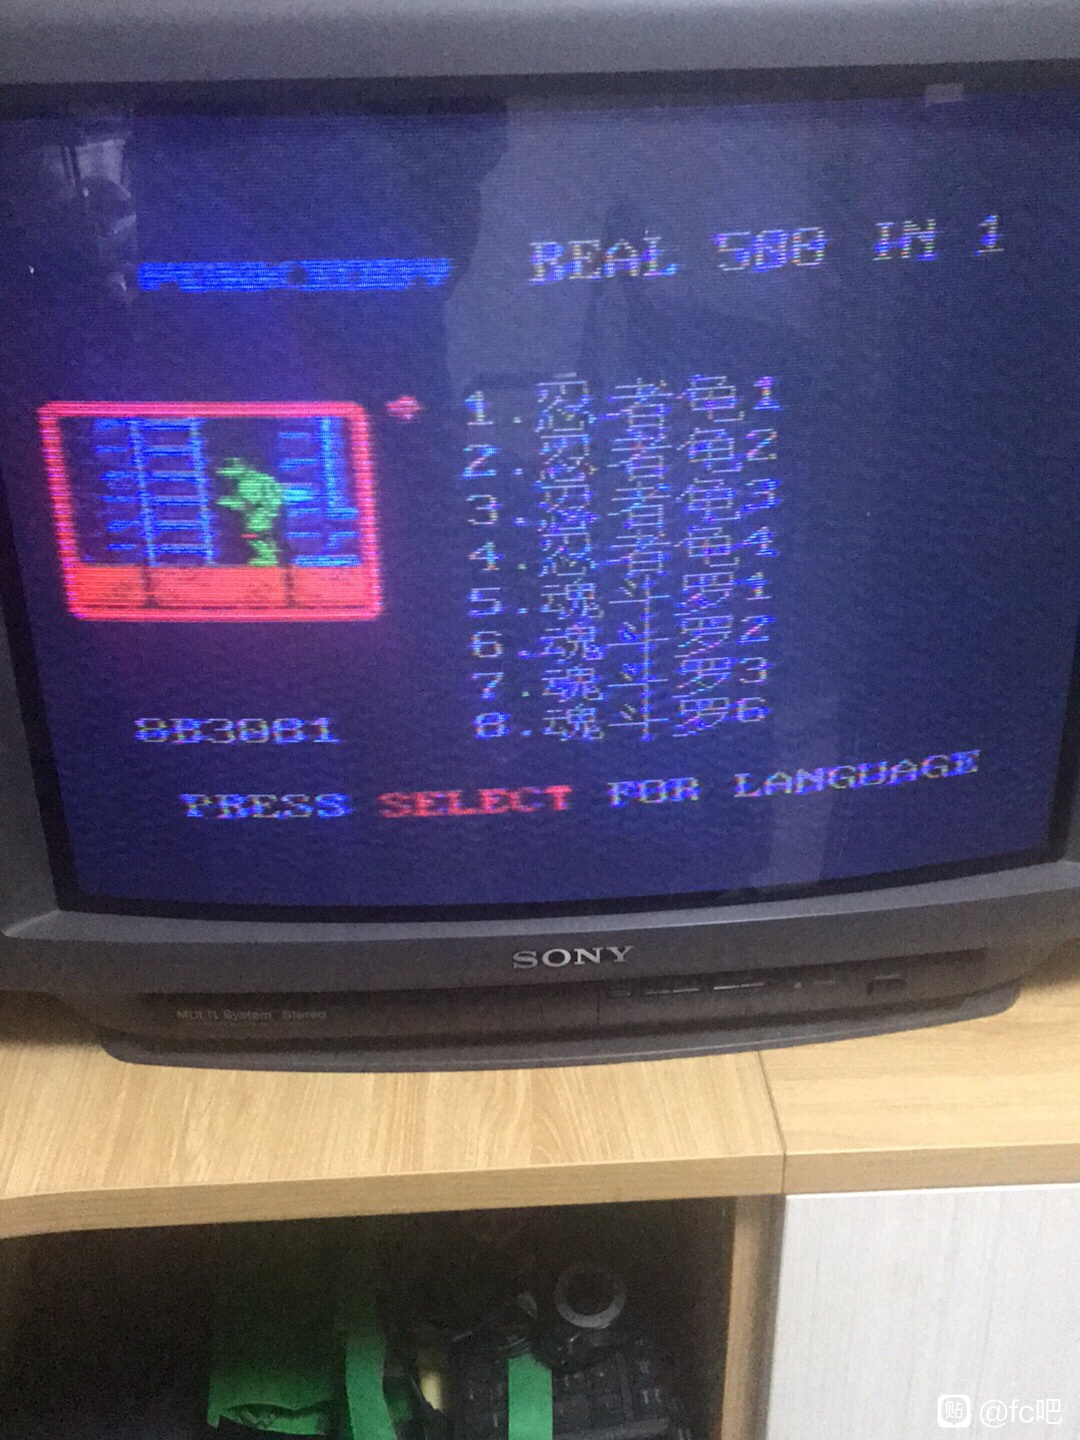 REAL 500 IN 1
1.忍者龟1
2.忍者龟2
3.忍者龟3
4.忍者龟4
5.魂斗罗1
6.魂斗罗2
7.魂斗罗3
8.魂斗罗6
8B3081
PRESS SELECT FOR LANGUAGE
SONY
MULTI System Stereo
贴 @fc吧